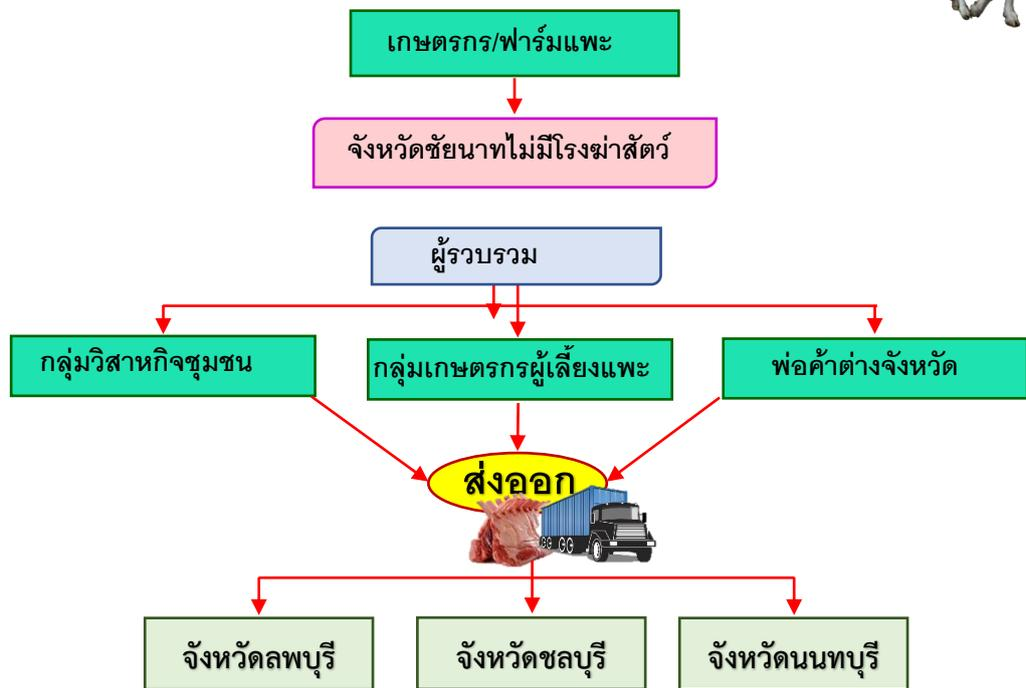 เกษตรกร/ฟาร์มแพะ
จังหวัดชัยนาทไม่มีโรงฆ่าสัตว์
ผู้รวบรวม
กลุ่มวิสาหกิจชุมชน
กลุ่มเกษตรกรผู้เลี้ยงแพะ
พ่อค้าต่างจังหวัด
ส่งออก
จังหวัดลพบุรี
จังหวัดชลบุรี
จังหวัดนนทบุรี